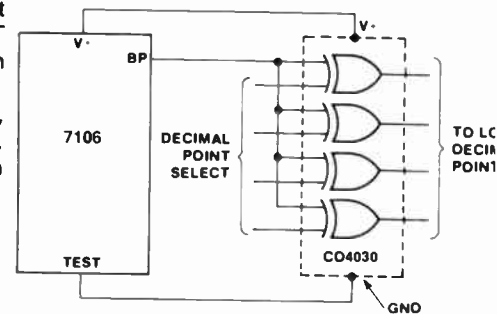 V+
V+
BP
7106
DECIMAL
POINT
SELECT
TO LC
DECIM
POINT
CO4030
TEST
GND